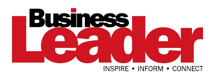 Business
Leader
INSPIRE • INFORM • CONNECT